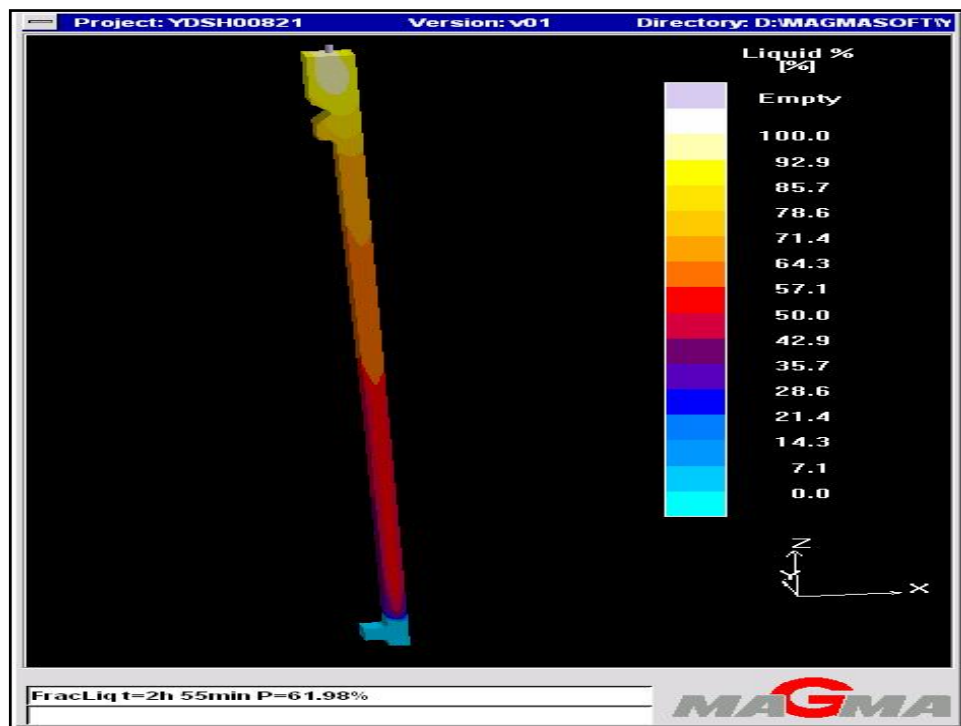 Project: YDSH00821 Version: v01 Directory: D:\MAGMASOFT\Y
Liquid %
[%]
Empty
100.0
92.9
85.7
78.6
71.4
64.3
57.1
50.0
42.9
35.7
28.6
21.4
14.3
7.1
0.0
Z
Y
X
FracLiq t=2h 55min P=61.98%
MAGMA